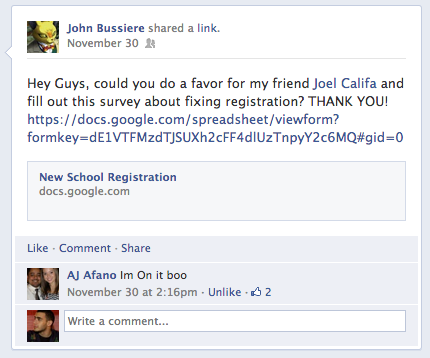 John Bussiere shared a link.
November 30
Hey Guys, could you do a favor for my friend Joel Califa and
fill out this survey about fixing registration? THANK YOU!
https://docs.google.com/spreadsheet/viewform?
formkey=dE1VTFMzdTJSUXh2cFF4dlUzTnpyY2c6MQ#gid=0
New School Registration
docs.google.com
Like · Comment · Share
AJ Afano Im On it boo
November 30 at 2:16pm · Unlike · 2
Write a comment...